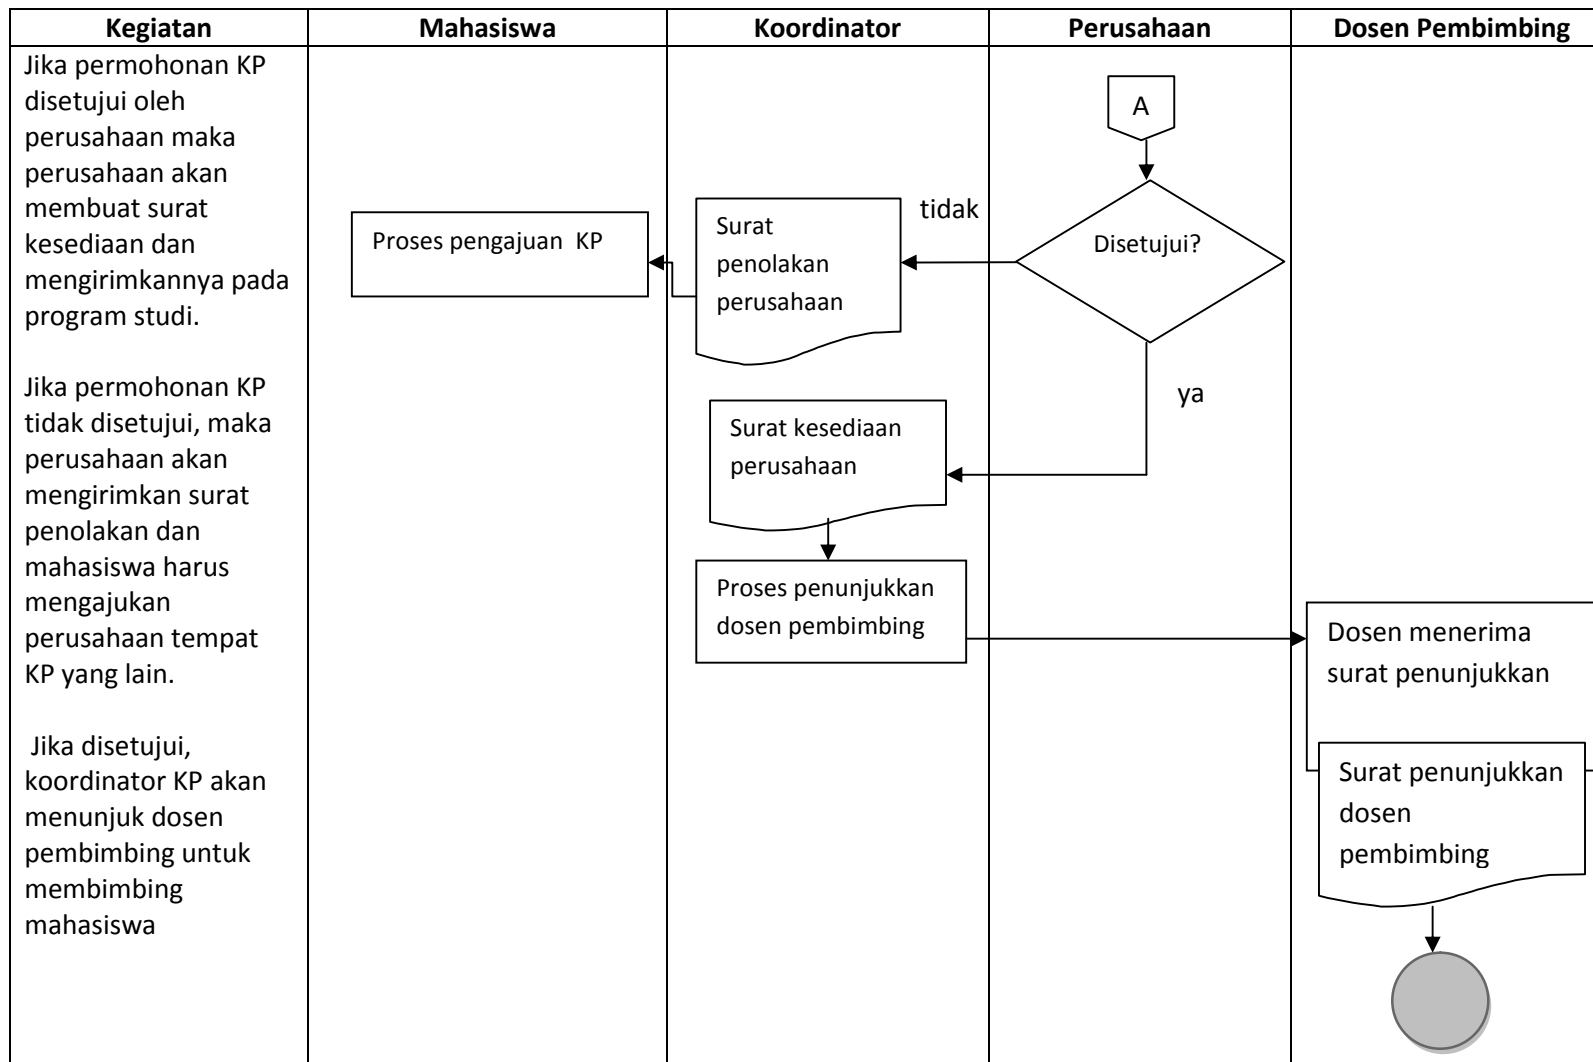 Kegiatan Mahasiswa Koordinator Perusahaan Dosen Pembimbing
Jika permohonan KP
disetujui oleh
perusahaan maka
perusahaan akan
membuat surat
kesediaan dan
mengirimkannya pada
program studi.
Jika permohonan KP
tidak disetujui, maka
perusahaan akan
mengirimkan surat
penolakan dan
mahasiswa harus
mengajukan
perusahaan tempat
KP yang lain.
Jika disetujui,
koordinator KP akan
menunjuk dosen
pembimbing untuk
membimbing
mahasiswa
A
Disetujui?
tidak
Surat
penolakan
perusahaan
Proses pengajuan KP
ya
Surat kesediaan
perusahaan
Proses penunjukkan
dosen pembimbing
Dosen menerima
surat penunjukkan
Surat penunjukkan
dosen
pembimbing